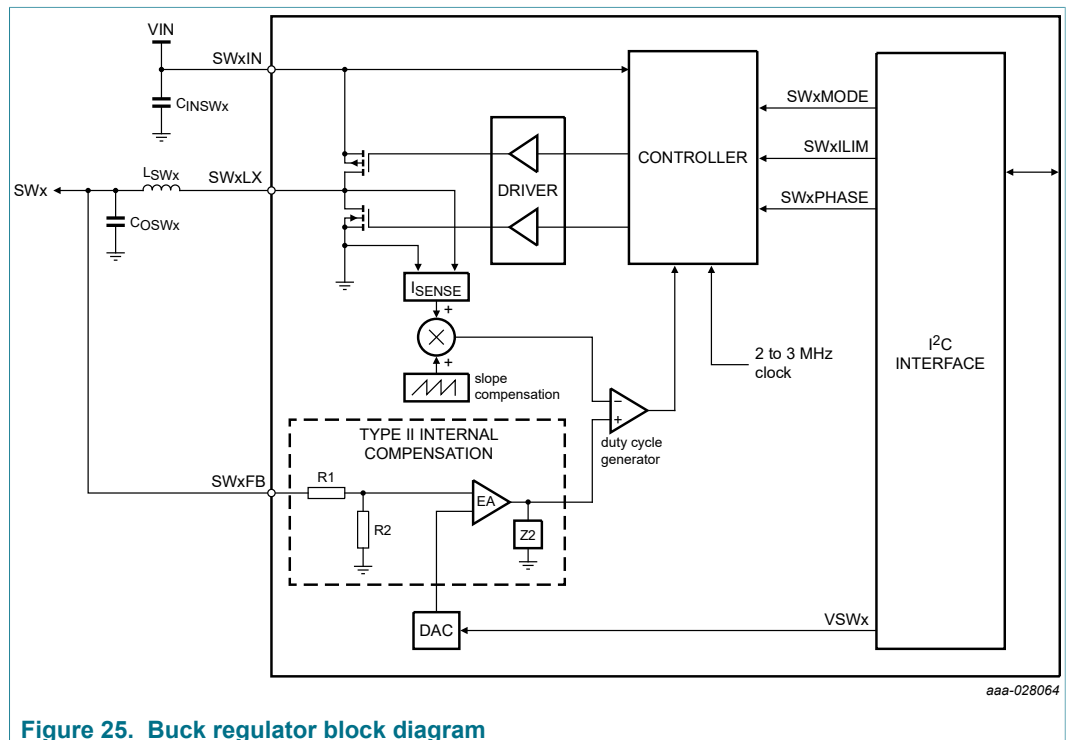 VIN
SWxIN
CINSWx
SWxMODE
CONTROLLER
SWxILIM
SWxPHASE
DRIVER
LSWx
SWxLX
SWx
COSWx
ISENSE
+
+
slope
compensation
2 to 3 MHz
clock
I2C
INTERFACE
−
+
duty cycle
generator
TYPE II INTERNAL
COMPENSATION
SWxFB
R1
EA
R2
Z2
DAC
VSWx
aaa-028064
Figure 25. Buck regulator block diagram